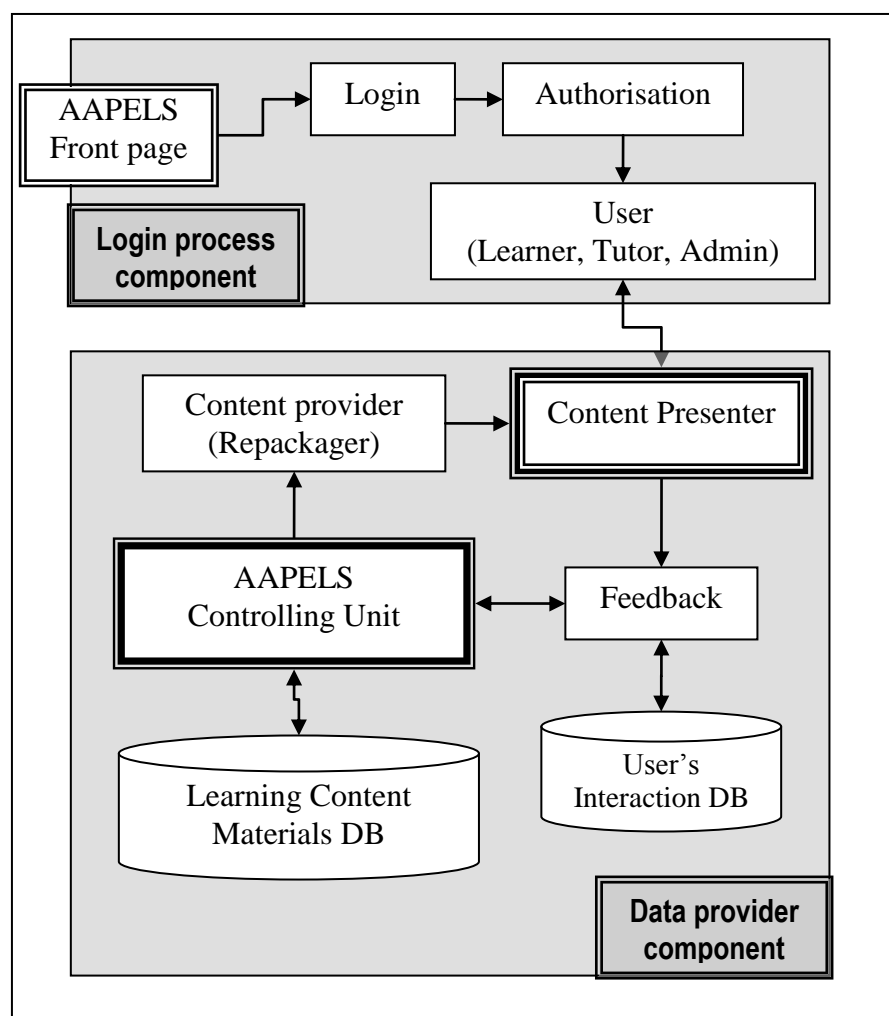 AAPELS
Front page
Login
Authorisation
User
(Learner, Tutor, Admin)
Login process
component
Content provider
(Repackager)
Content Presenter
AAPELS
Controlling Unit
Feedback
Learning Content
Materials DB
User’s
Interaction DB
Data provider
component